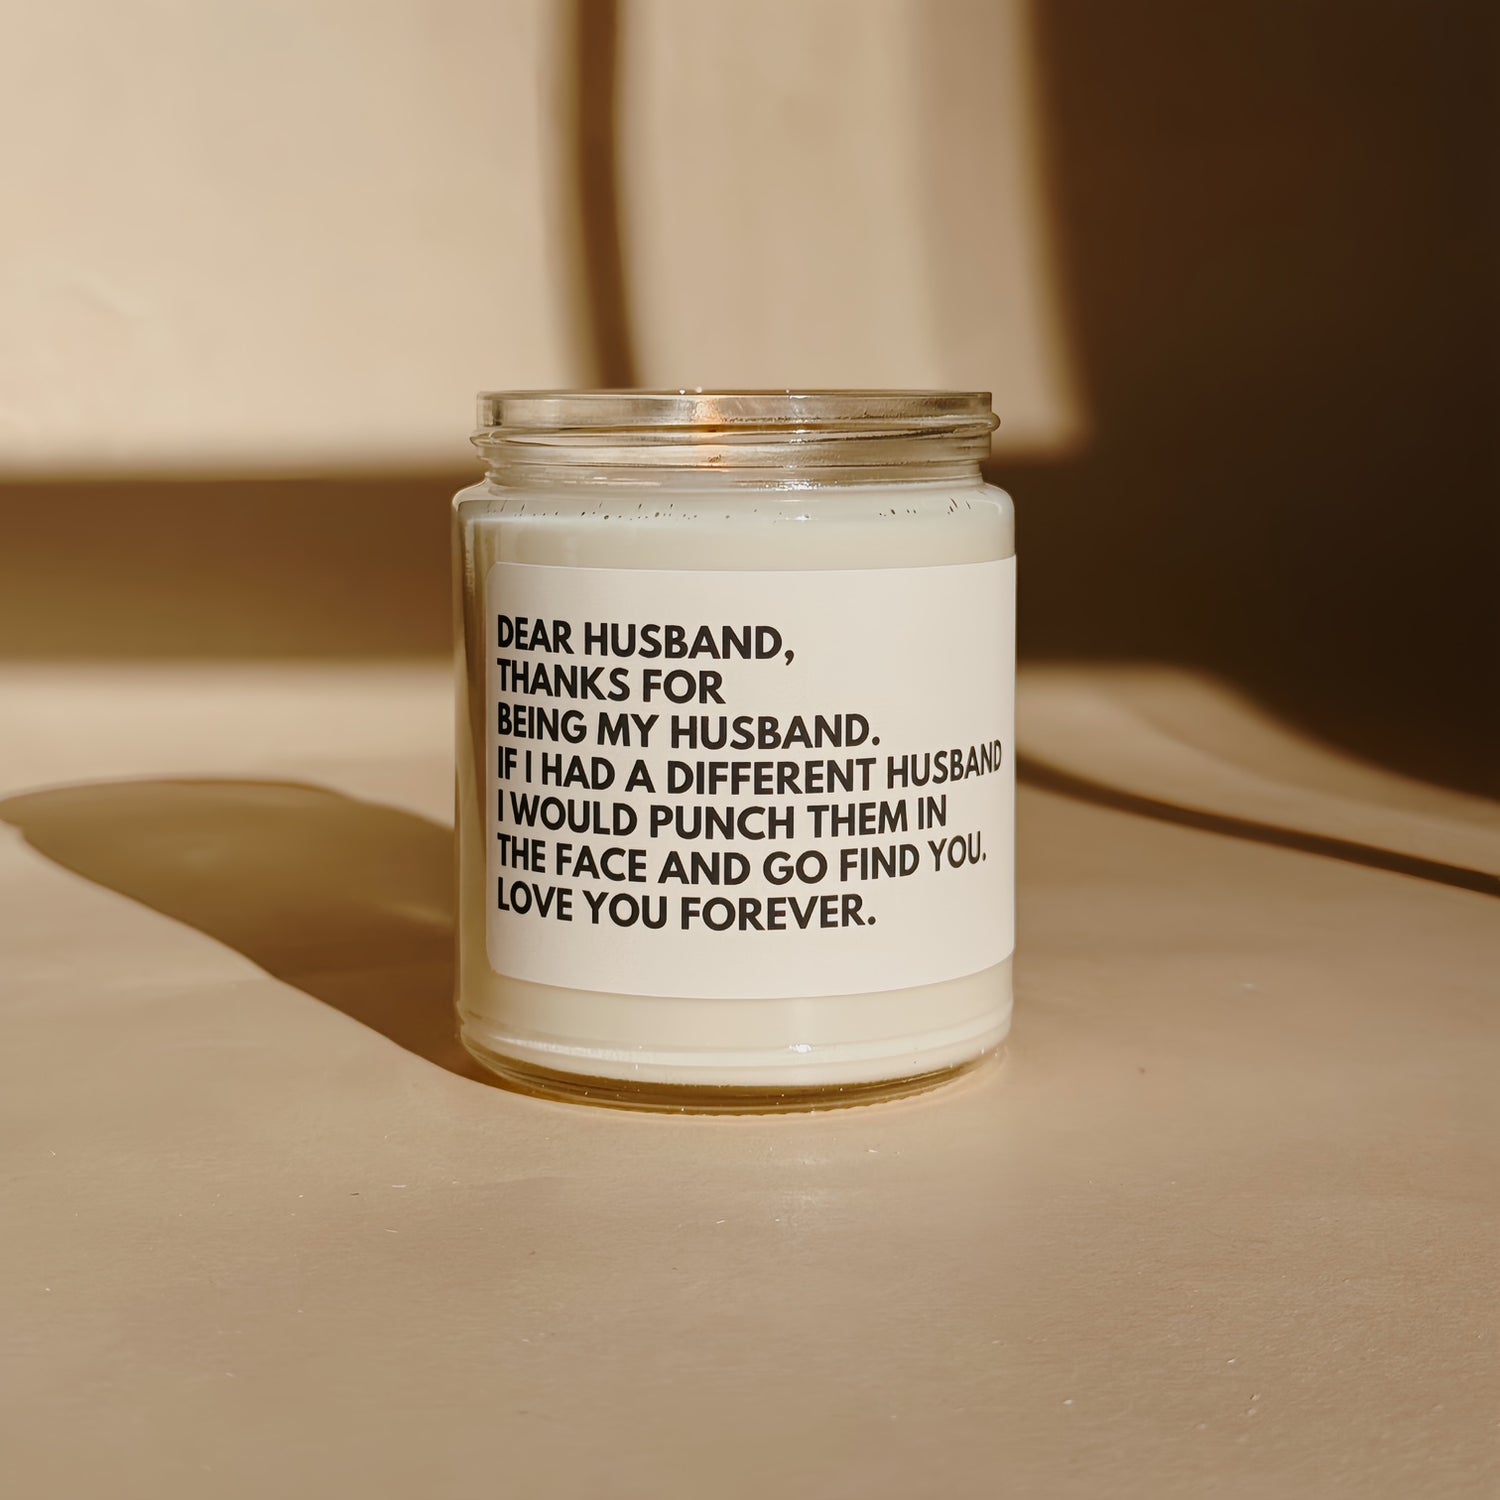 DEAR HUSBAND,
THANKS FOR
BEING MY HUSBAND.
IF I HAD A DIFFERENT HUSBAND
I WOULD PUNCH THEM IN
THE FACE AND GO FIND YOU.
LOVE YOU FOREVER.